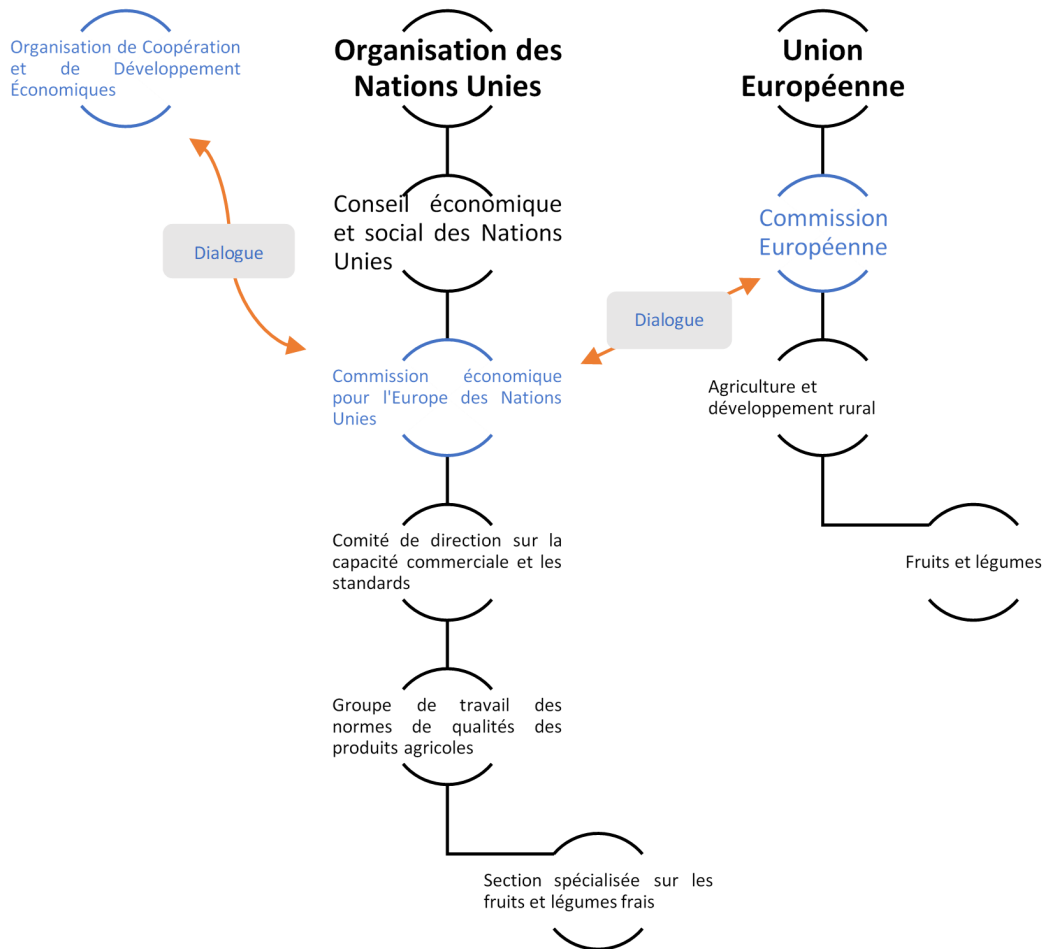 Organisation de Coopération
et de Développement
Économiques
Organisation des
Nations Unies
Union
Européenne
Conseil économique
et social des Nations
Unies
Commission
Européenne
Dialogue
Dialogue
Commission économique
pour l'Europe des Nations
Unies
Agriculture et
développement rural
Comité de direction sur la
capacité commerciale et les
standards
Fruits et légumes
Groupe de travail des
normes de qualités des
produits agricoles
Section spécialisée sur les
fruits et légumes frais